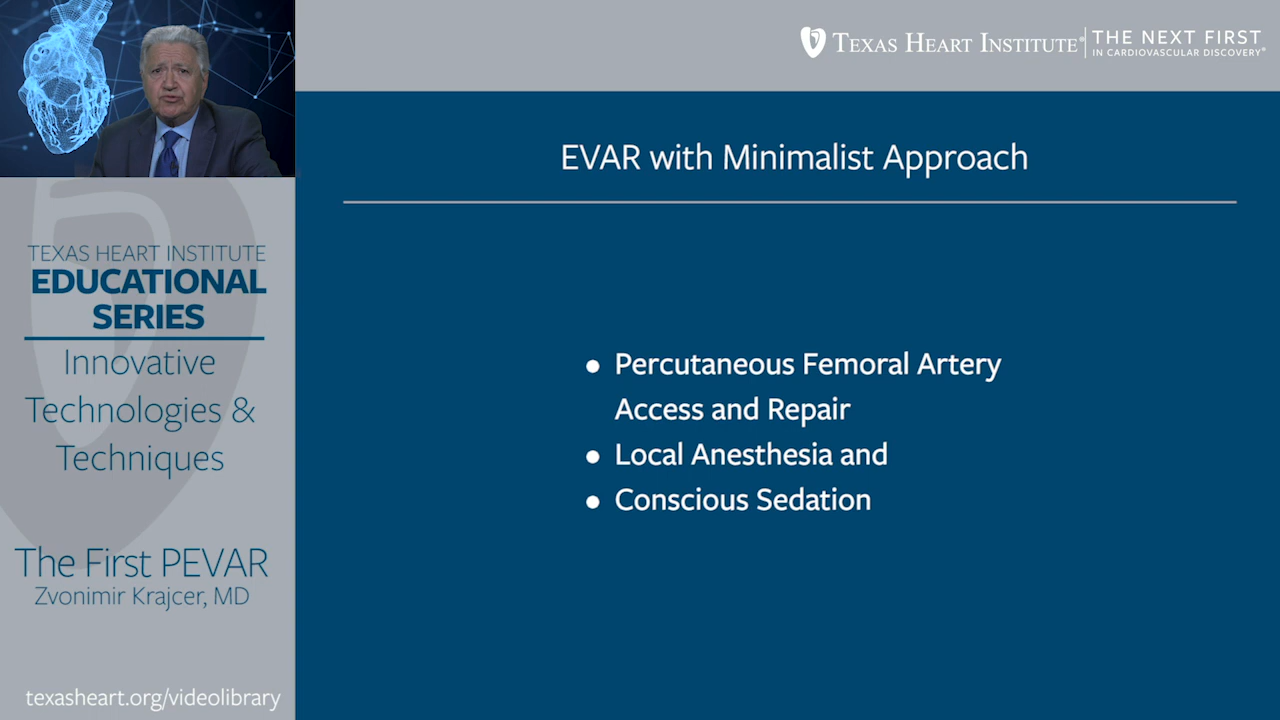 TEXAS HEART INSTITUTE®
THE NEXT FIRST
IN CARDIOVASCULAR DISCOVERY®
EVAR with Minimalist Approach
TEXAS HEART INSTITUTE
EDUCATIONAL
SERIES
Innovative
Technologies &
Techniques
The First PEVAR
Zvonimir Krajcer, MD
texasheart.org/videolibrary
● Percutaneous Femoral Artery
Access and Repair
● Local Anesthesia and
● Conscious Sedation